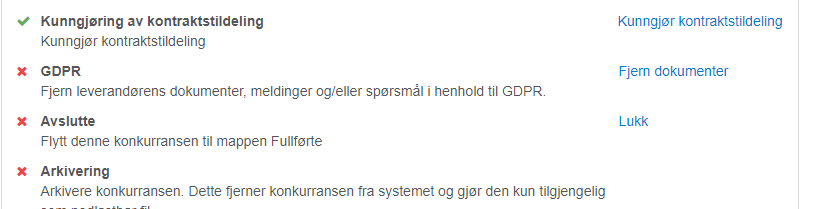 Kunngjøring av kontraktstildeling
Kunngjør kontraktstildeling
Kunngjør kontraktstildeling
GDPR
Fjern dokumenter
Fjern leverandørens dokumenter, meldinger og/eller spørsmål i henhold til GDPR.
Avslutte
Lukk
Flytt denne konkurransen til mappen Fullførte
Arkivering
Arkivere konkurransen. Dette fjerner konkurransen fra systemet og gjør den kun tilgjengelig